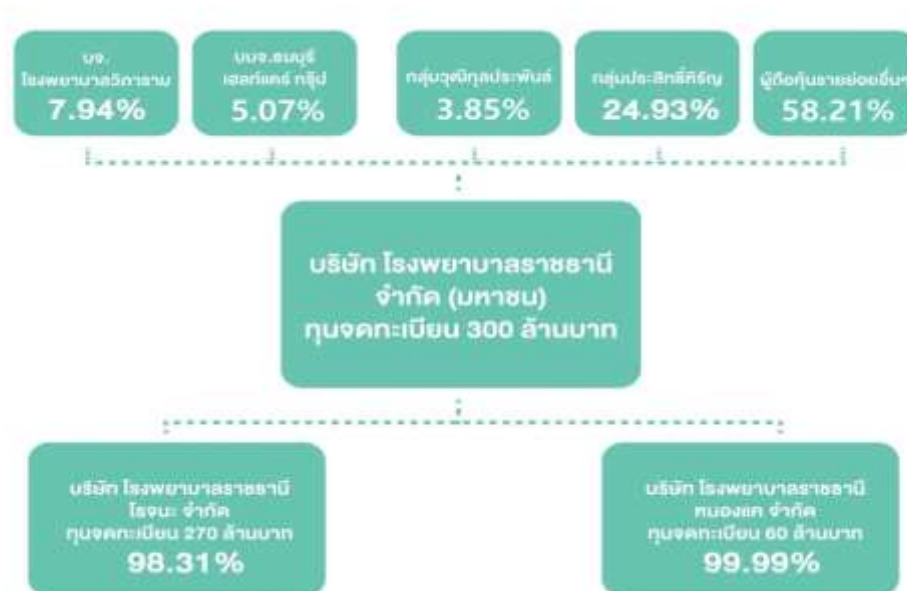 บจ.
โรงพยาบาลวิภาราม
7.94%
บมจ.ธนบุรี
เฮลท์แคร์ กรุ๊ป
5.07%
กลุ่มวุฒิกุลประพันธ์
3.85%
กลุ่มประสิทธิ์หิรัญ
24.93%
ผู้ถือหุ้นรายย่อยอื่นๆ
58.21%
บริษัท โรงพยาบาลราชธานี
จำกัด (มหาชน)
ทุนจดทะเบียน 300 ล้านบาท
บริษัท โรงพยาบาลราชธานี
โรจนะ จำกัด
ทุนจดทะเบียน 270 ล้านบาท
98.31%
บริษัท โรงพยาบาลราชธานี
หนองแค จำกัด
ทุนจดทะเบียน 60 ล้านบาท
99.99%